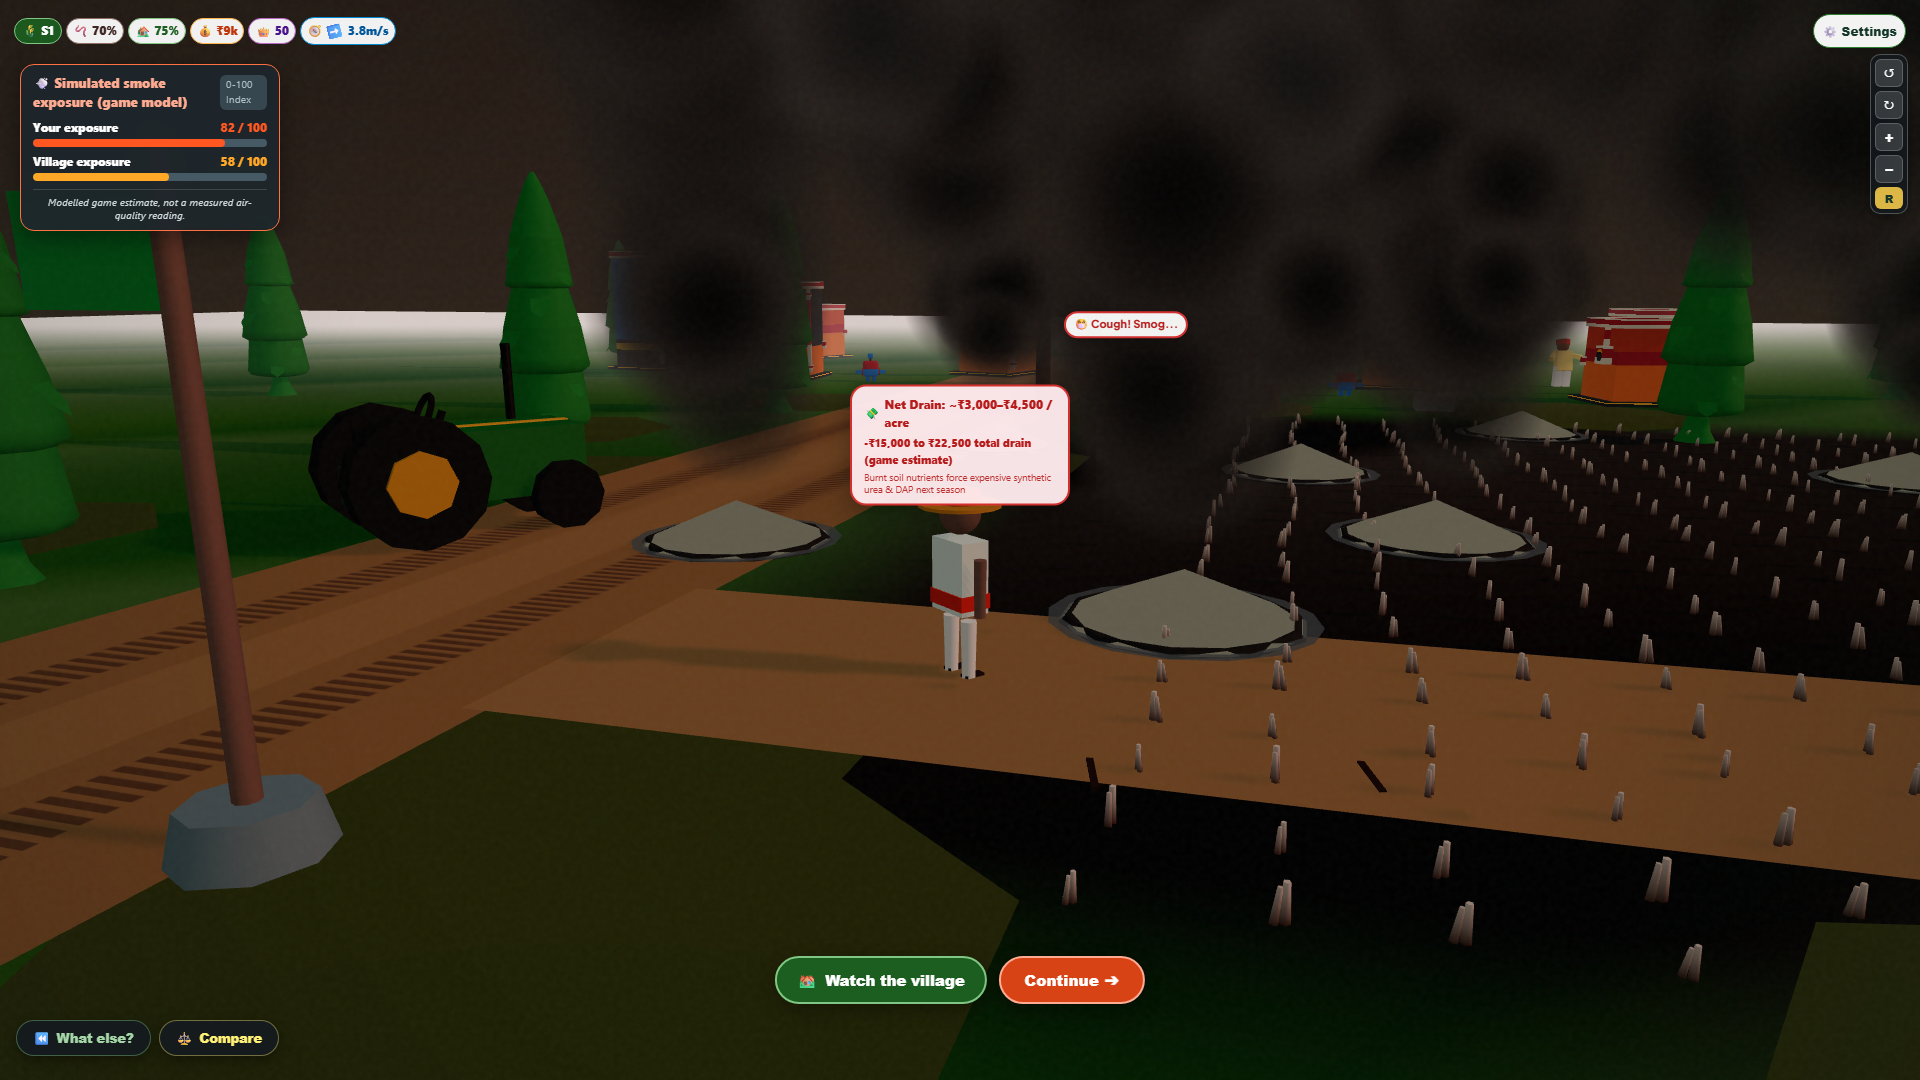 S1
70%
75%
₹9k
50
3.8m/s
Settings
Simulated smoke
exposure (game model)
0-100
Index
Your exposure
82 / 100
Village exposure
58 / 100
Modelled game estimate, not a measured air-
quality reading.
↺
↻
+
−
R
Cough! Smog...
Net Drain: ~₹3,000–₹4,500 /
acre
-₹15,000 to ₹22,500 total drain
(game estimate)
Burnt soil nutrients force expensive synthetic
urea & DAP next season
Watch the village
Continue ➔
What else?
Compare